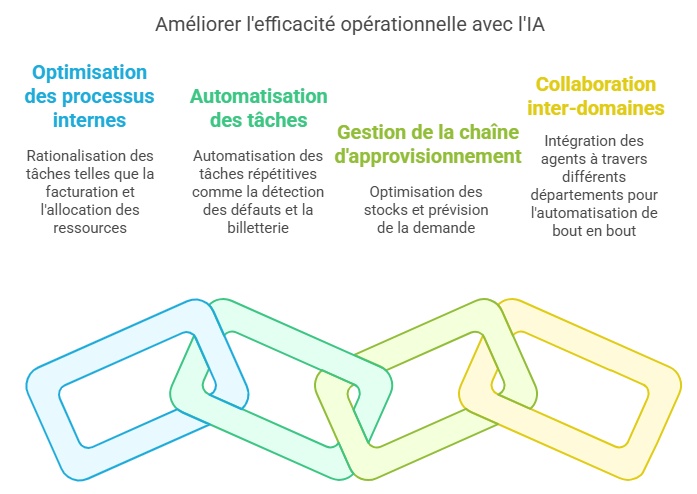 Améliorer l'efficacité opérationnelle avec l'IA
Optimisation
des processus
internes
Rationalisation des
tâches telles que la
facturation et
l'allocation des
ressources
Automatisation
des tâches
Automatisation des
tâches répétitives
comme la détection
des défauts et la
billetterie
Gestion de la chaîne
d'approvisionnement
Optimisation des
stocks et prévision
de la demande
Collaboration
inter-domaines
Intégration des
agents à travers
différents
départements pour
l'automatisation de
bout en bout